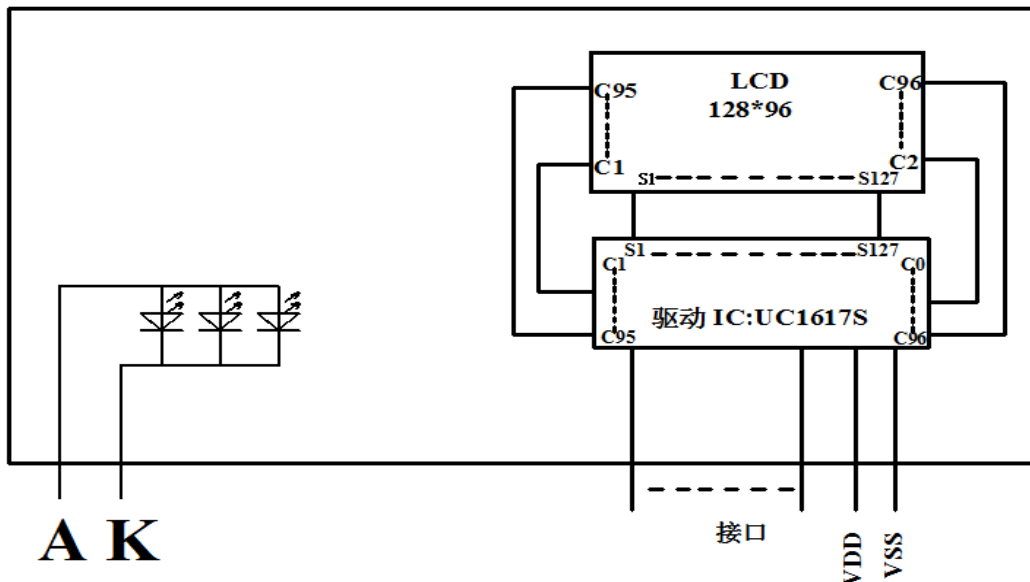 LCD
128*96
C95
C96
C1
C2
S1
S127
S1
S127
C1
C0
驱动 IC:UC1617S
C95
C96
A K
接口
VDD
VSS